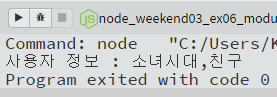 node_weekend03_ex06_modu
Command: node "C:/Users/K
사용자 정보 : 소녀시대,친구
Program exited with code 0